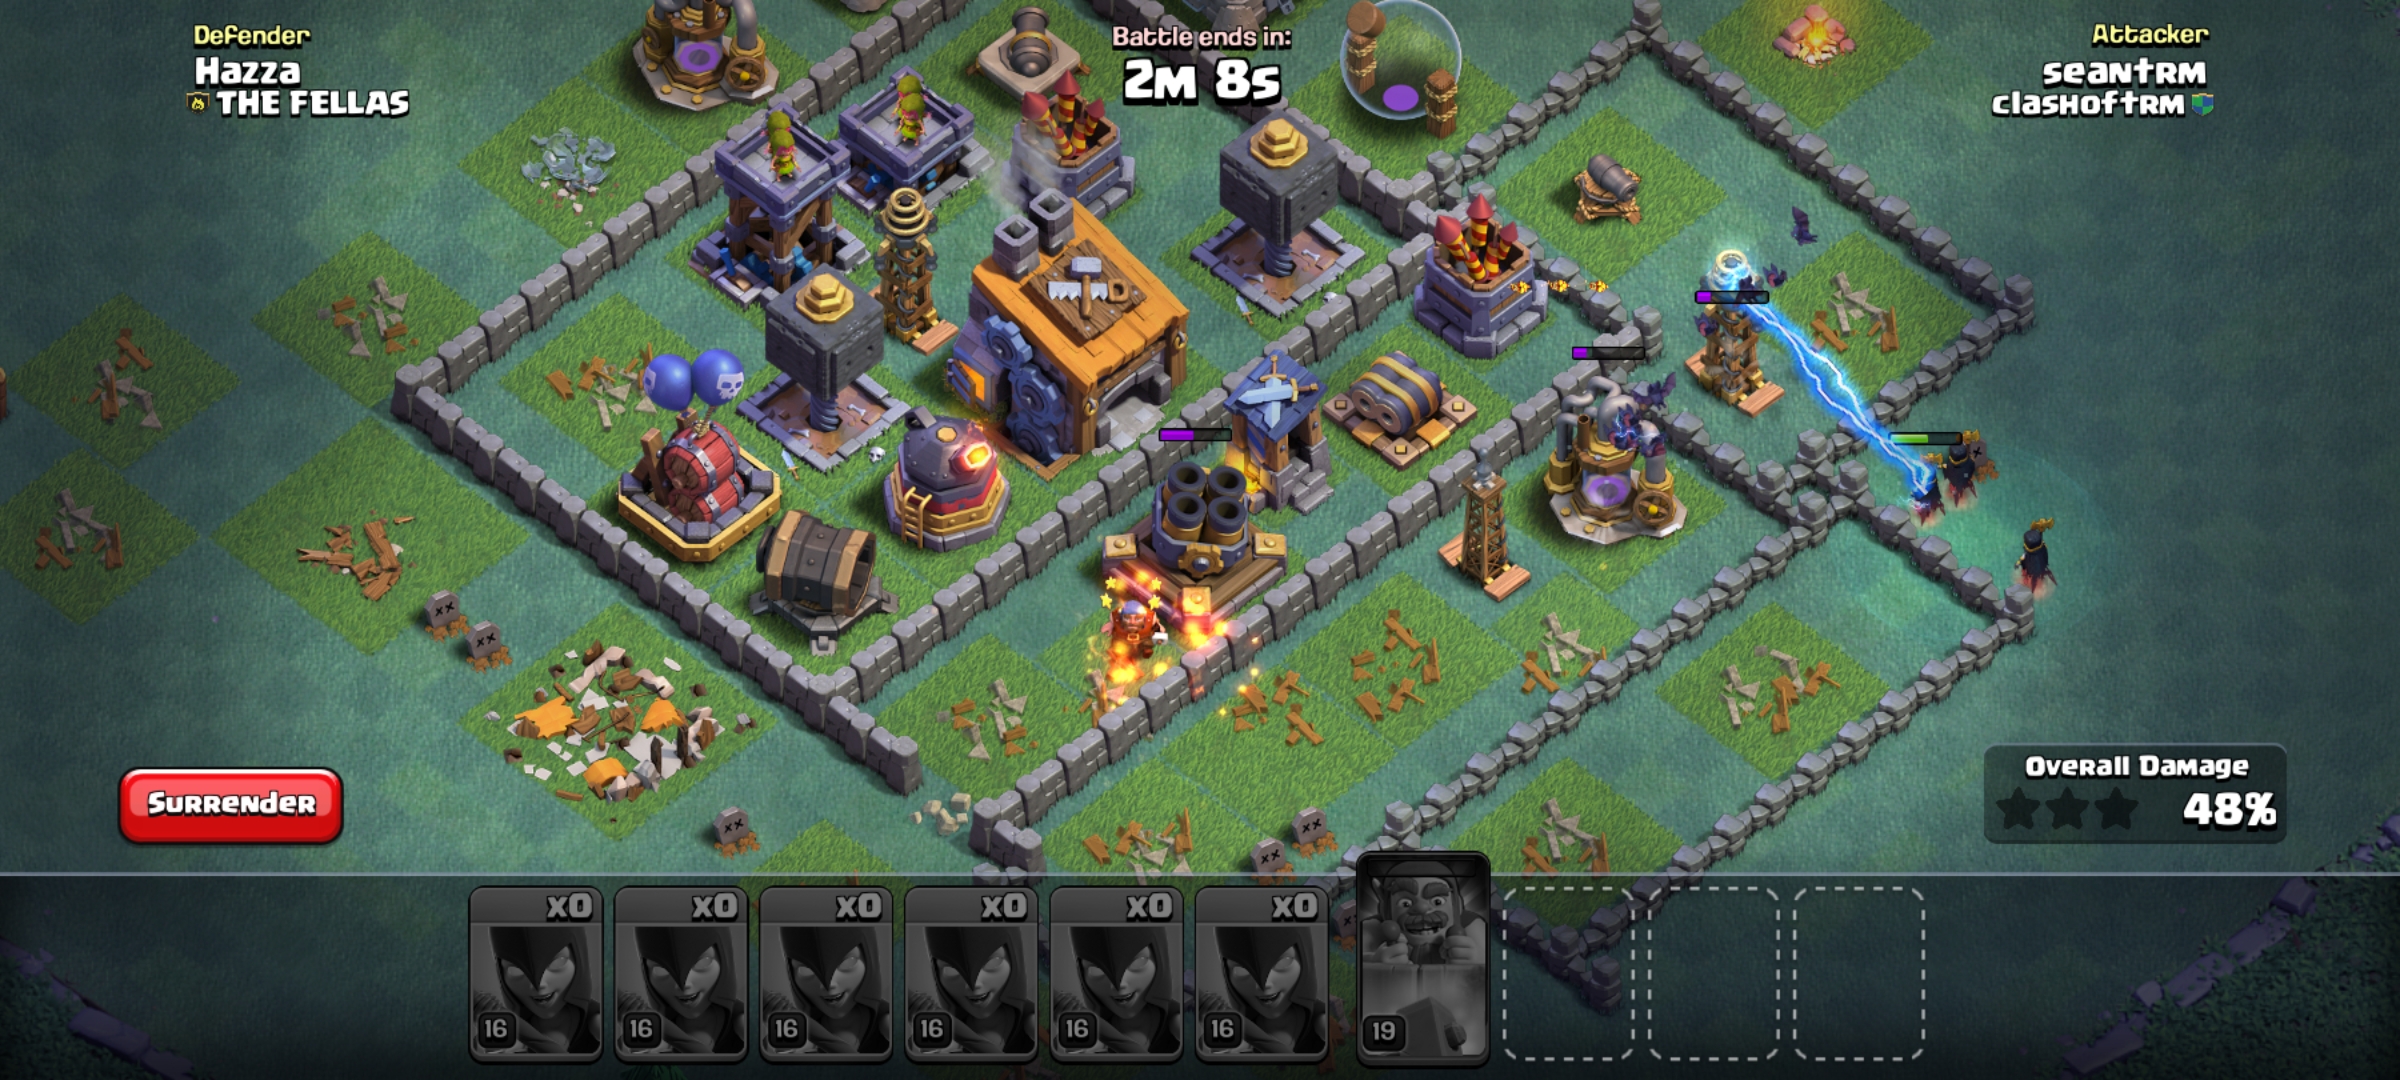 Defender
Hazza
THE FELLAS
Battle ends in:
2M 8s
Attacker
seantrm
clashoftrm
Surrender
Overall Damage
48%
x0
x0
x0
x0
x0
x0
16
16
16
16
16
16
19